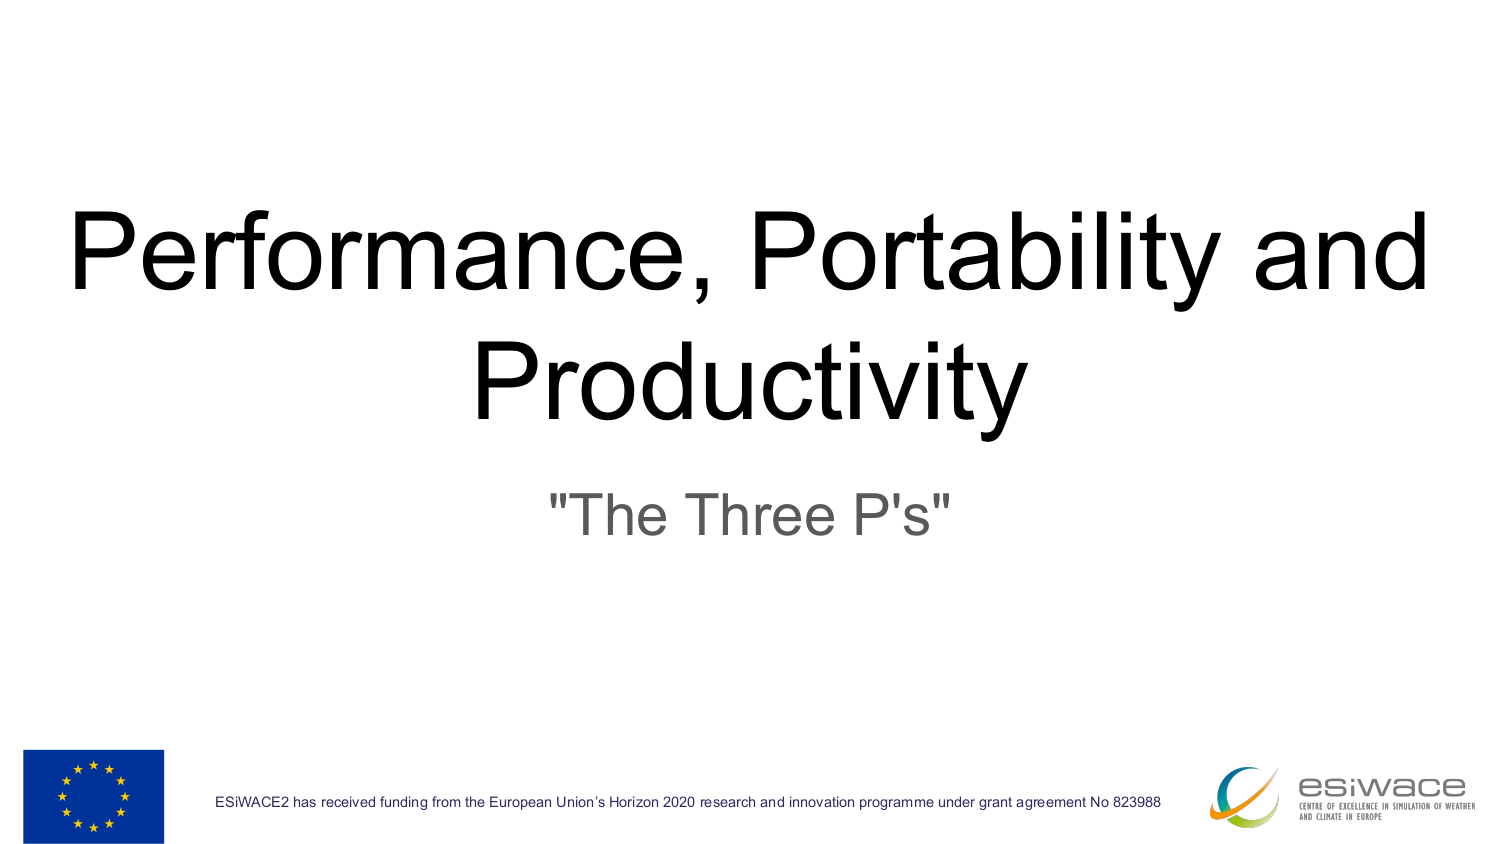 Performance, Portability and
Productivity
"The Three P's"
ESiWACE2 has received funding from the European Union’s Horizon 2020 research and innovation programme under grant agreement No 823988
esiwace
CENTRE OF EXCELLENCE IN SIMULATION OF WEATHER
AND CLIMATE IN EUROPE